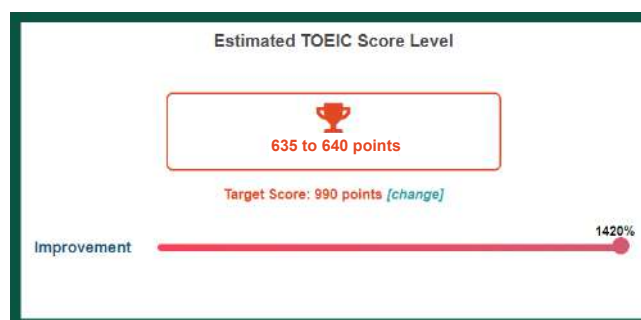 Estimated TOEIC Score Level
635 to 640 points
Target Score: 990 points [change]
1420%
Improvement